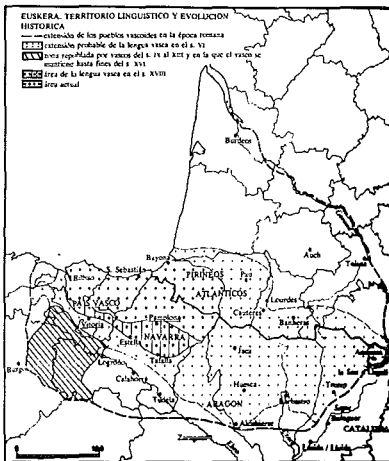 EUSKERA. TERRITORIO LINGUISTICO Y EVOLUCION
HISTORICA
extensión de los pueblos vascoides en la época romana
extensión probable de la lengua vasca en el s. VI
zona repoblada por vascos del s. IX al XIII y en la que el vasco se
mantiene hasta fines del s. XVI
área de la lengua vasca en el s. XVIII
área actual
Burdeos
Auch
Bayona
Bilbao
S. Sebastián
PIRINEOS
Pau
ATLANTICOS
Lourdes
PAIS VASCO
Cauterets
Vitoria
Pamplona
Bañeras
NAVARRA
Estella
Jaca
Burgos
Logroño
Tafalla
Calahorra
Huesca
Tremp
Tudela
Barbastro
ARAGON
Balaguer
CATALUÑA
Zaragoza
Lérida / Lleida